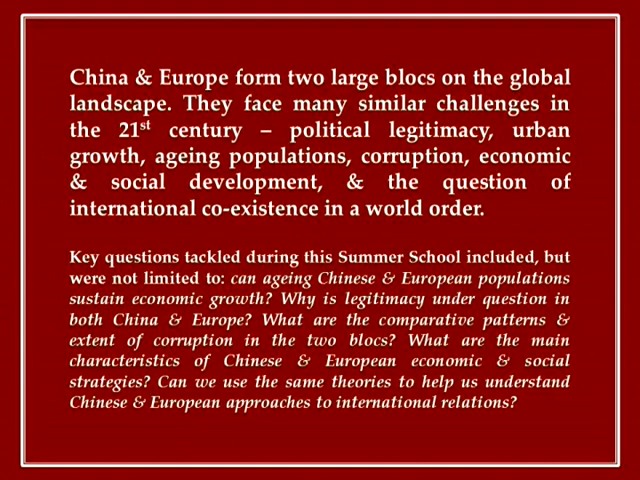 China & Europe form two large blocs on the global
landscape. They face many similar challenges in
the 21st century – political legitimacy, urban
growth, ageing populations, corruption, economic
& social development, & the question of
international co-existence in a world order.
Key questions tackled during this Summer School included, but
were not limited to: can ageing Chinese & European populations
sustain economic growth? Why is legitimacy under question in
both China & Europe? What are the comparative patterns &
extent of corruption in the two blocs? What are the main
characteristics of Chinese & European economic & social
strategies? Can we use the same theories to help us understand
Chinese & European approaches to international relations?